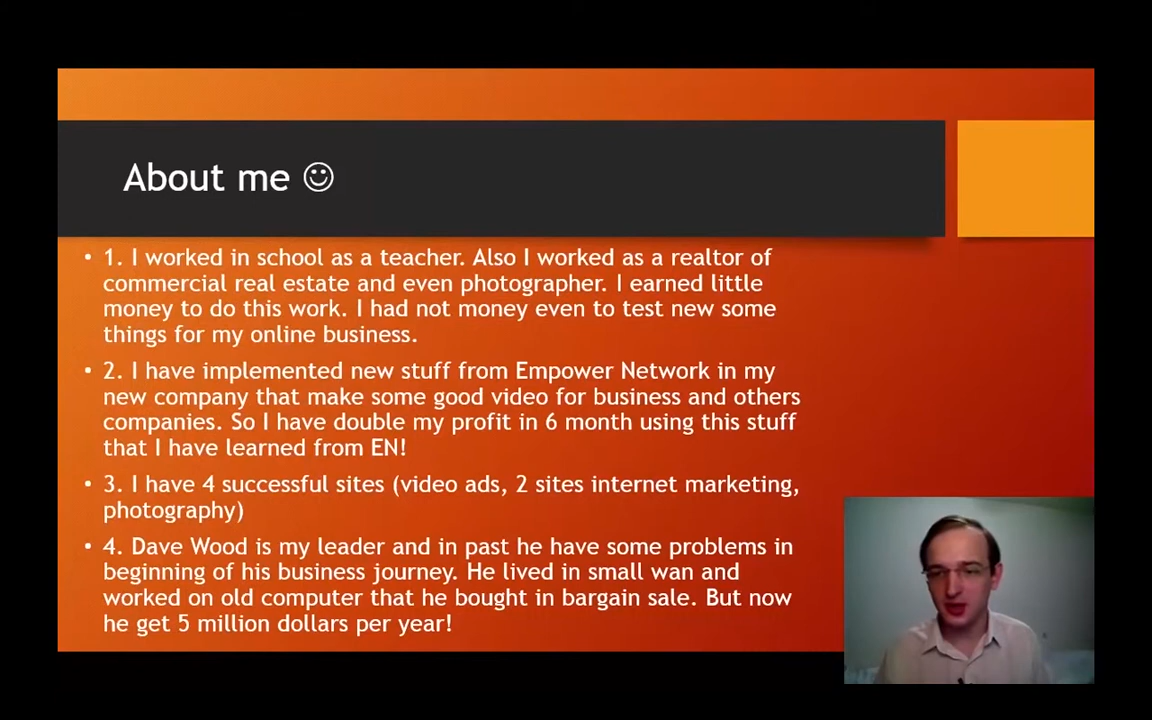 About me ☺
• 1. I worked in school as a teacher. Also I worked as a realtor of
commercial real estate and even photographer. I earned little
money to do this work. I had not money even to test new some
things for my online business.
• 2. I have implemented new stuff from Empower Network in my
new company that make some good video for business and others
companies. So I have double my profit in 6 month using this stuff
that I have learned from EN!
• 3. I have 4 successful sites (video ads, 2 sites internet marketing,
photography)
• 4. Dave Wood is my leader and in past he have some problems in
beginning of his business journey. He lived in small wan and
worked on old computer that he bought in bargain sale. But now
he get 5 million dollars per year!